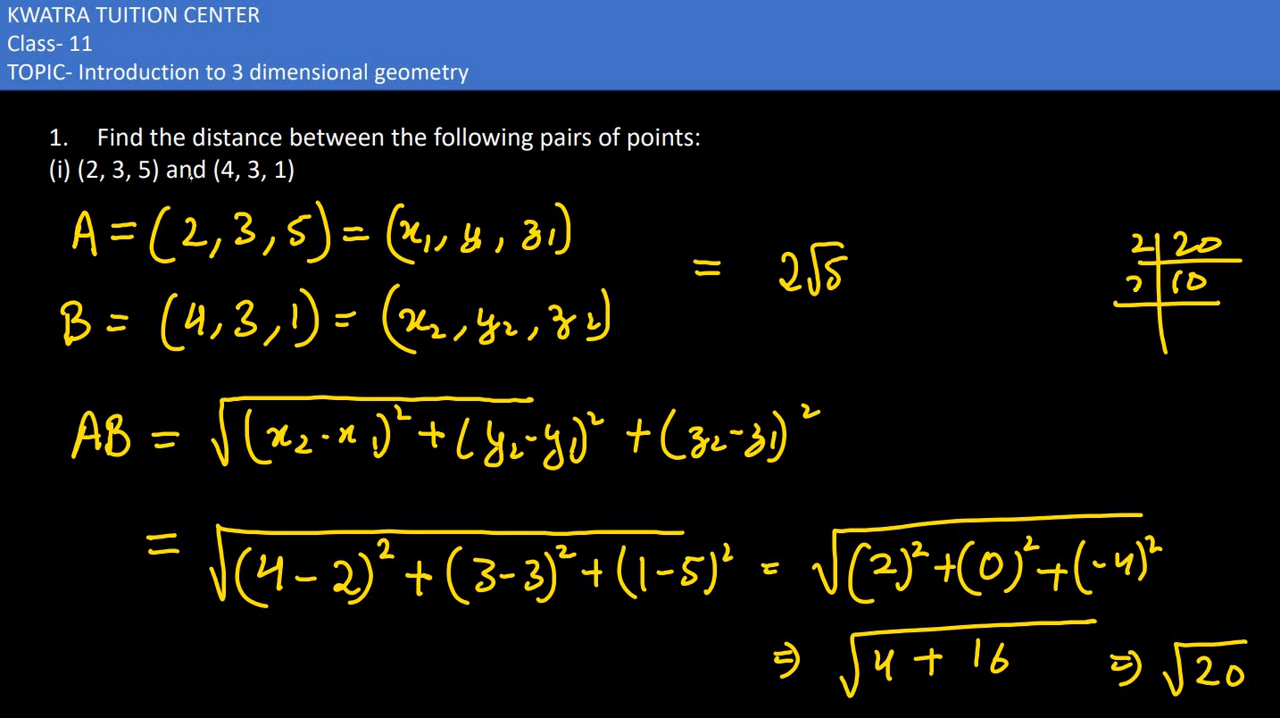 KWATRA TUITION CENTER
Class- 11
TOPIC- Introduction to 3 dimensional geometry
1. Find the distance between the following pairs of points:
(i) (2, 3, 5) and (4, 3, 1)
A = (2, 3, 5) = (x₁, y, z₁)
B = (4, 3, 1) = (x₂, y₂, z₂)
= 2√5
2 | 20
2 | 10
AB = √(x₂-x₁)² + (y₂-y₁)² + (z₂-z₁)²
= √(4-2)² + (3-3)² + (1-5)² = √(2)² + (0)² + (-4)²
⇒ √4 + 16 ⇒ √20